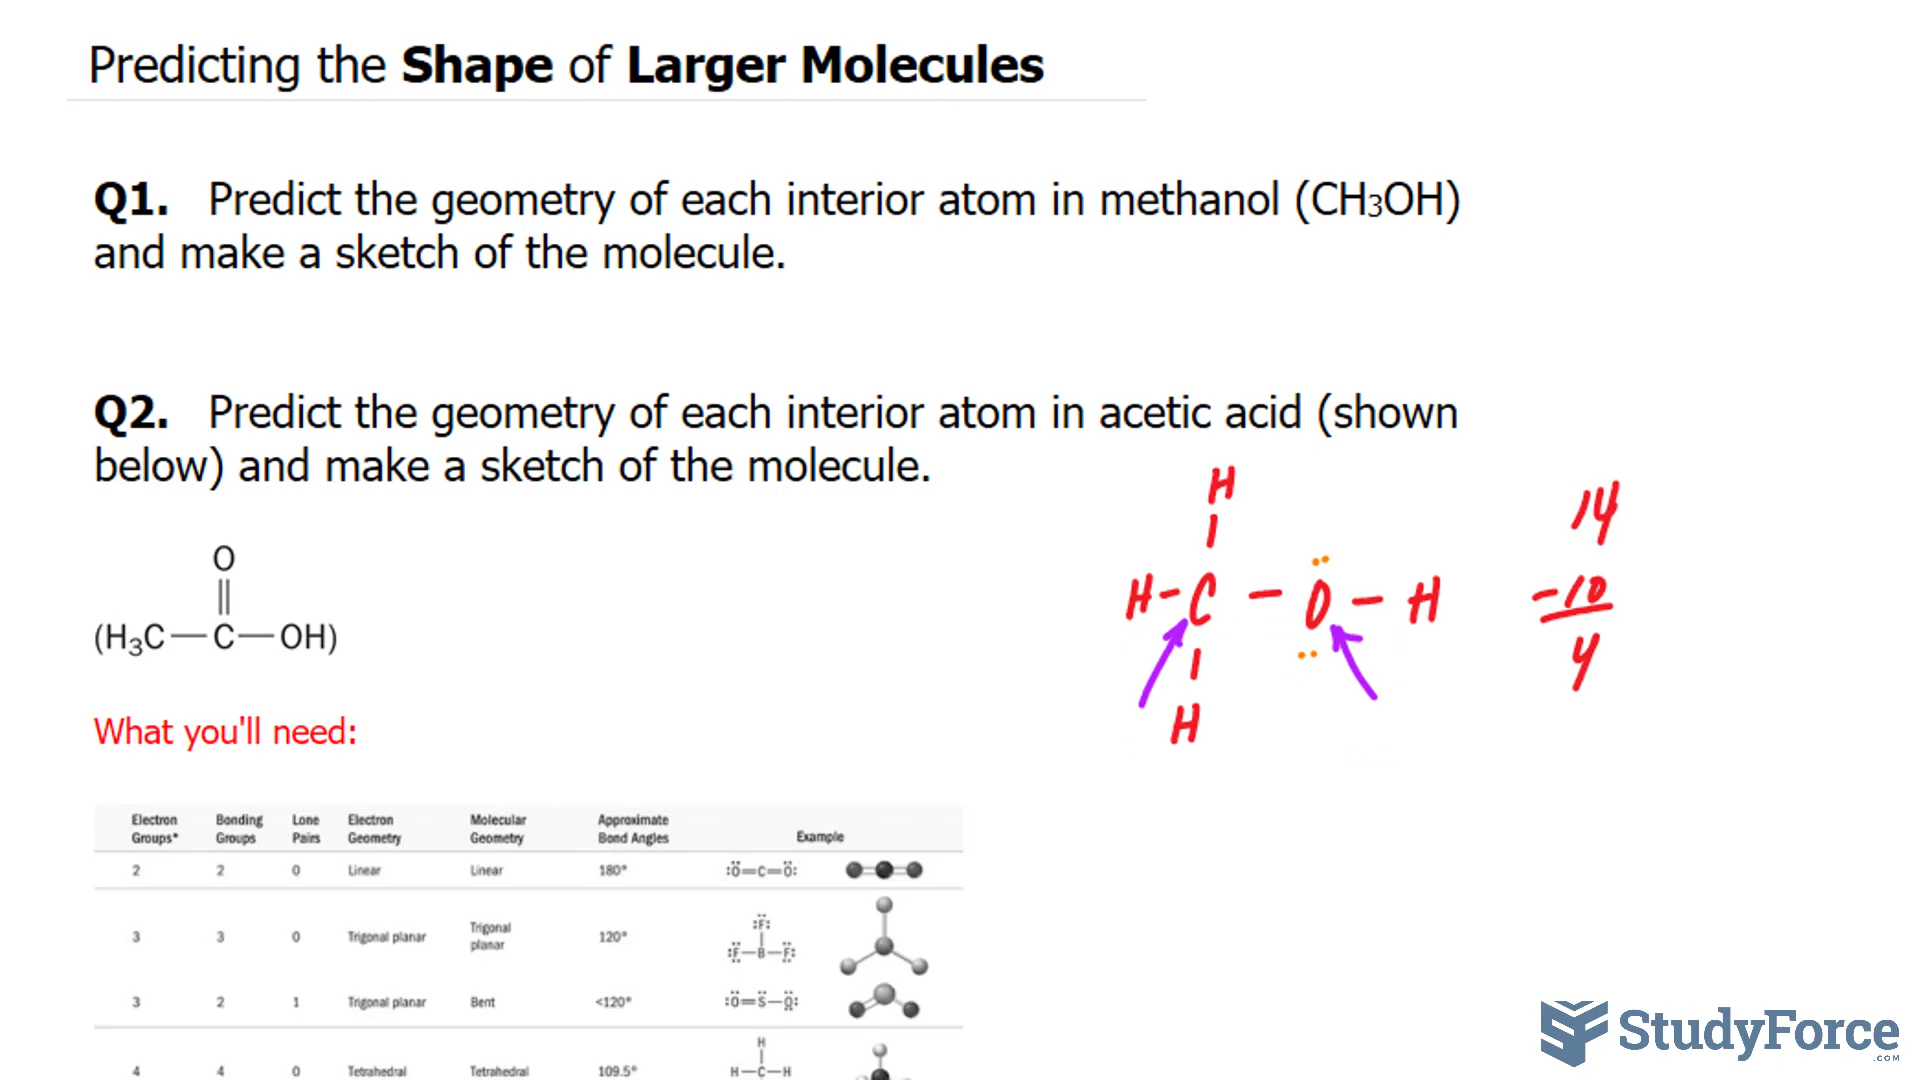 Predicting the Shape of Larger Molecules
Q1. Predict the geometry of each interior atom in methanol (CH3OH)
and make a sketch of the molecule.
Q2. Predict the geometry of each interior atom in acetic acid (shown
below) and make a sketch of the molecule.
O
(H3C—C—OH)
What you'll need:
H
H-C-O-H
H
14
-10
4
Electron Groups* Bonding Groups Lone Pairs Electron Geometry Molecular Geometry Approximate Bond Angles Example
2 2 0 Linear Linear 180° :Ö=C=Ö:
3 3 0 Trigonal planar Trigonal planar 120° :F: :F—B—F:
3 2 1 Trigonal planar Bent <120° :Ö=S—O:
4 4 0 Tetrahedral Tetrahedral 109.5° H H—C—H
StudyForce
.COM